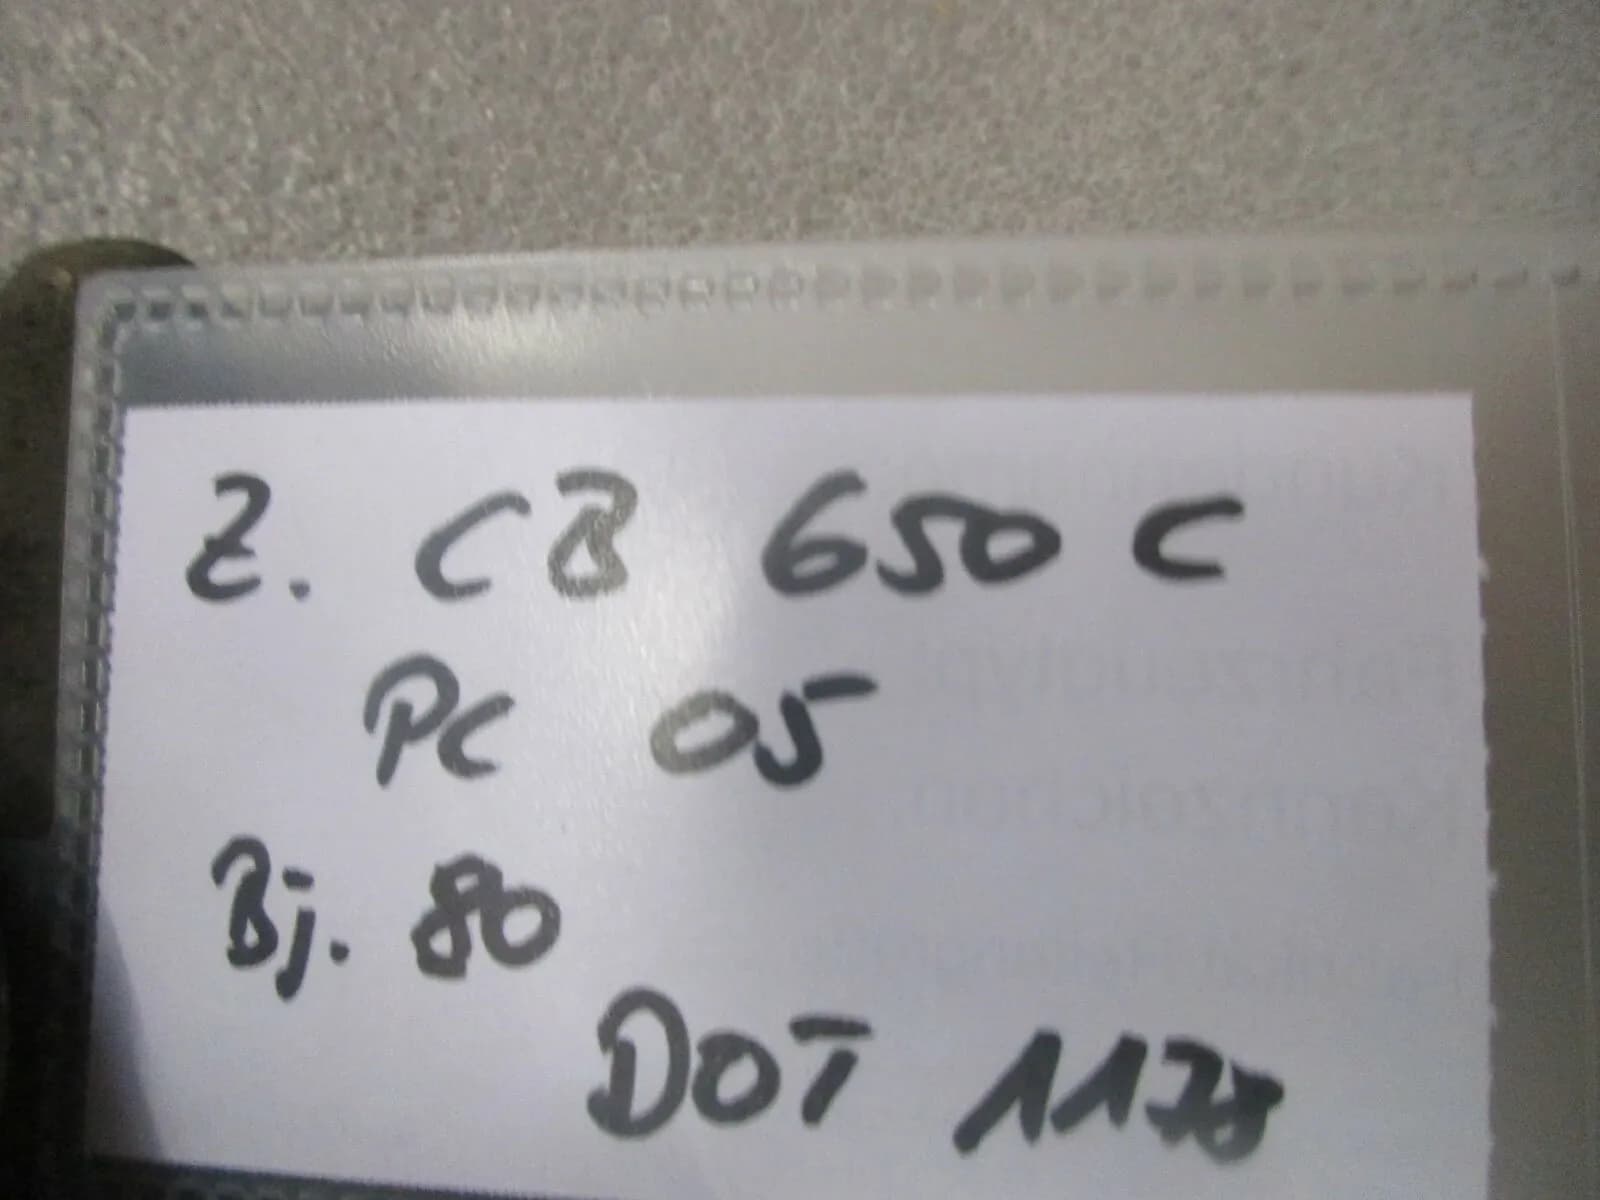 Z. CB 650 C
PC 05
Bj. 80
DOT 1178